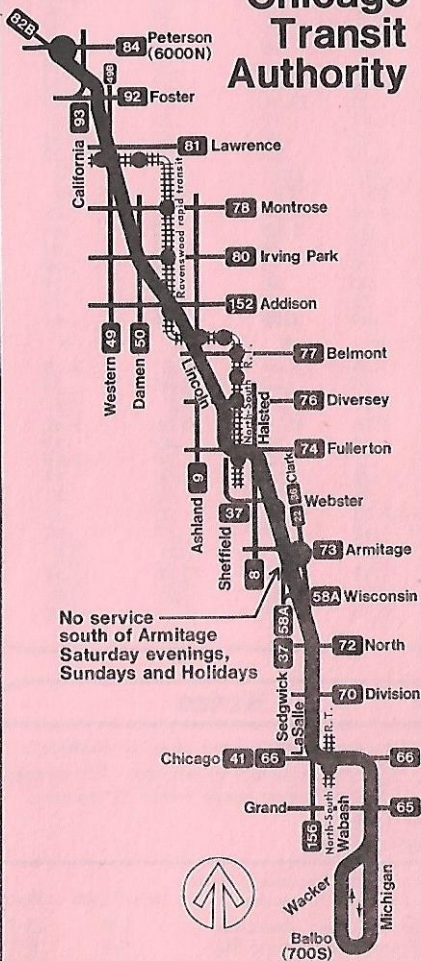 Chicago
Transit
Authority
82B
84 Peterson
(6000N)
49B
92 Foster
93
California
81 Lawrence
Ravenswood rapid transit
78 Montrose
80 Irving Park
152 Addison
49
Western
50
Damen
Lincoln
77 Belmont
North-South R.T.
Halsted
76 Diversey
74 Fullerton
9
Ashland
37
Sheffield
36 Clark
22
Webster
8
73 Armitage
58A Wisconsin
No service
south of Armitage
Saturday evenings,
Sundays and Holidays
37 58A
Sedgwick
LaSalle
72 North
70 Division
Chicago 41 66
66
Grand
65
156
North-South R.T.
Wabash
Wacker
Michigan
Balbo
(700S)